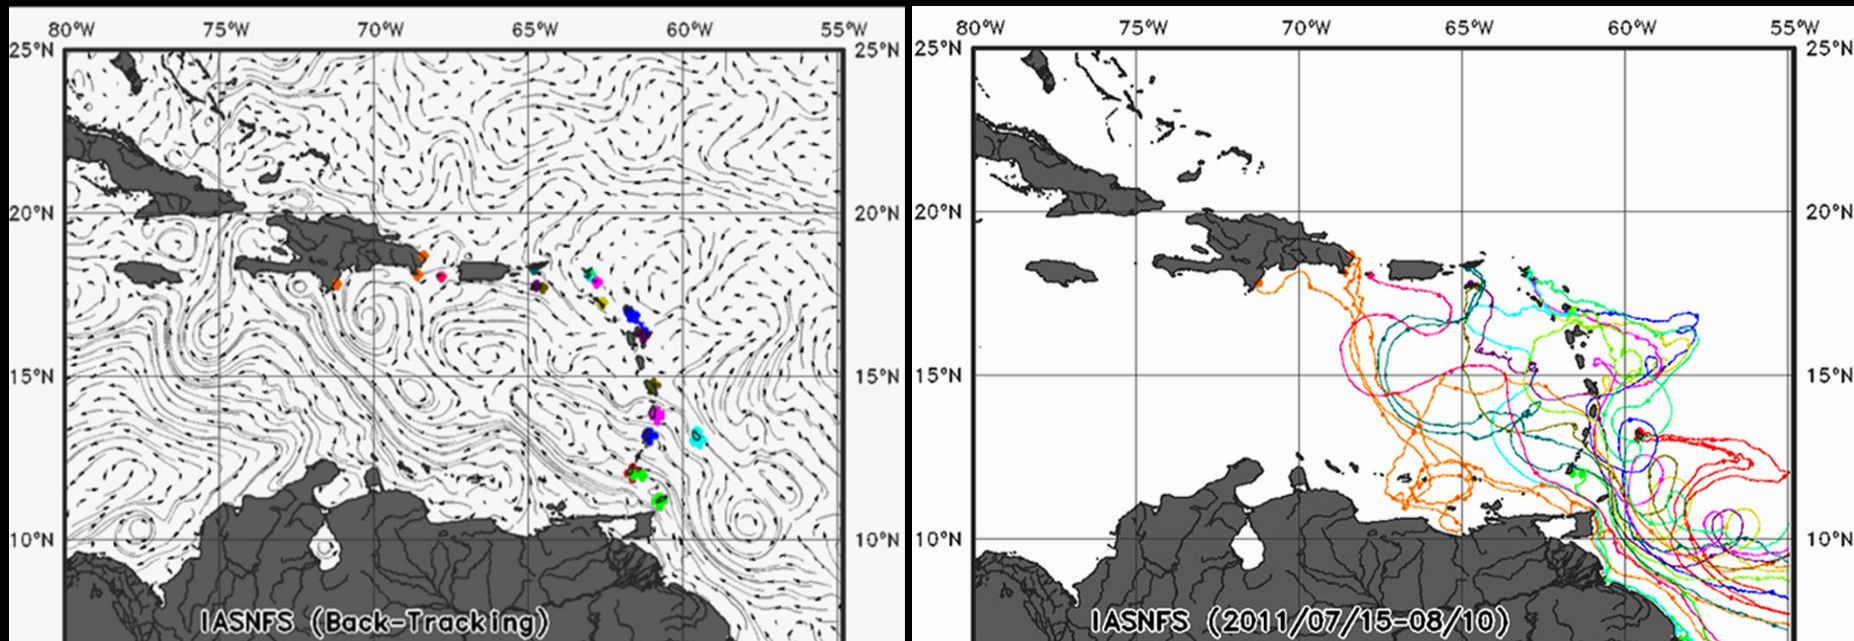 80°W 75°W 70°W 65°W 60°W 55°W
25°N 25°N
20°N 20°N
15°N 15°N
10°N 10°N
IASNFS (Back-Tracking)
80°W 75°W 70°W 65°W 60°W 55°W
25°N 25°N
20°N 20°N
15°N 15°N
10°N 10°N
IASNFS (2011/07/15-08/10)